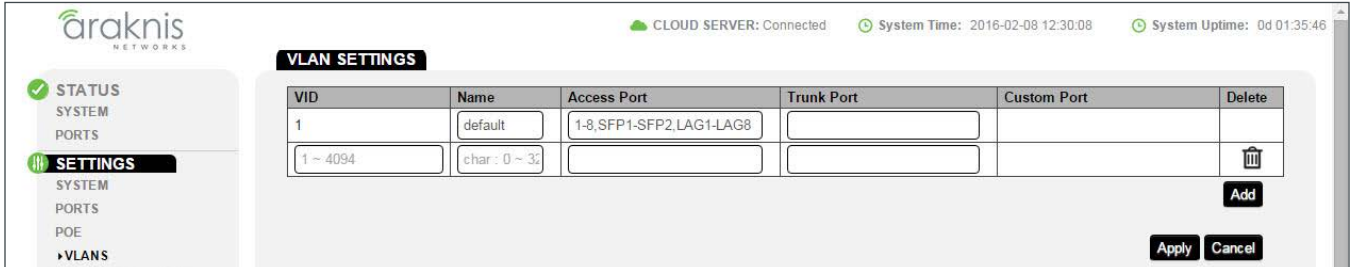 araknis
NETWORKS
CLOUD SERVER: Connected System Time: 2016-02-08 12:30:08 System Uptime: 0d 01:35:46
VLAN SETTINGS
STATUS
SYSTEM
PORTS
SETTINGS
SYSTEM
PORTS
POE
▸VLANS
VID Name Access Port Trunk Port Custom Port Delete
1 default 1-8,SFP1-SFP2,LAG1-LAG8
1 ~ 4094 char : 0 ~ 32
Add
Apply Cancel